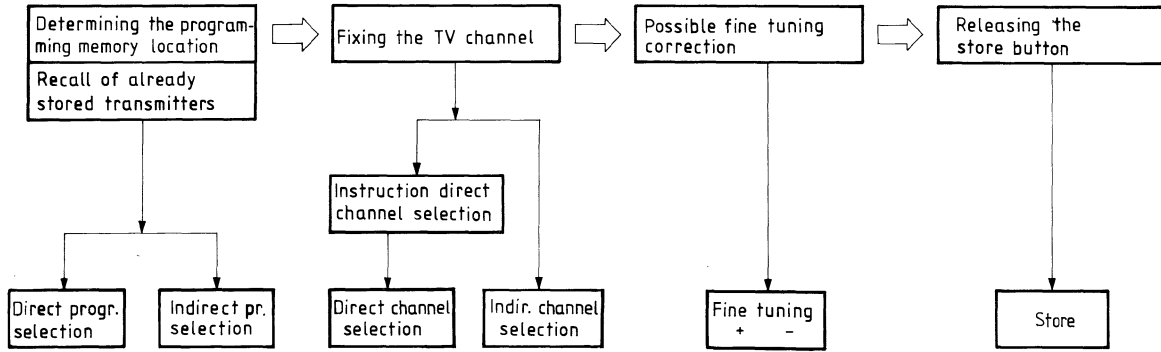 Determining the program-
ming memory location
Recall of already
stored transmitters
Fixing the TV channel
Possible fine tuning
correction
Releasing the
store button
Instruction direct
channel selection
Direct progr.
selection
Indirect pr.
selection
Direct channel
selection
Indir. channel
selection
Fine tuning
+ –
Store